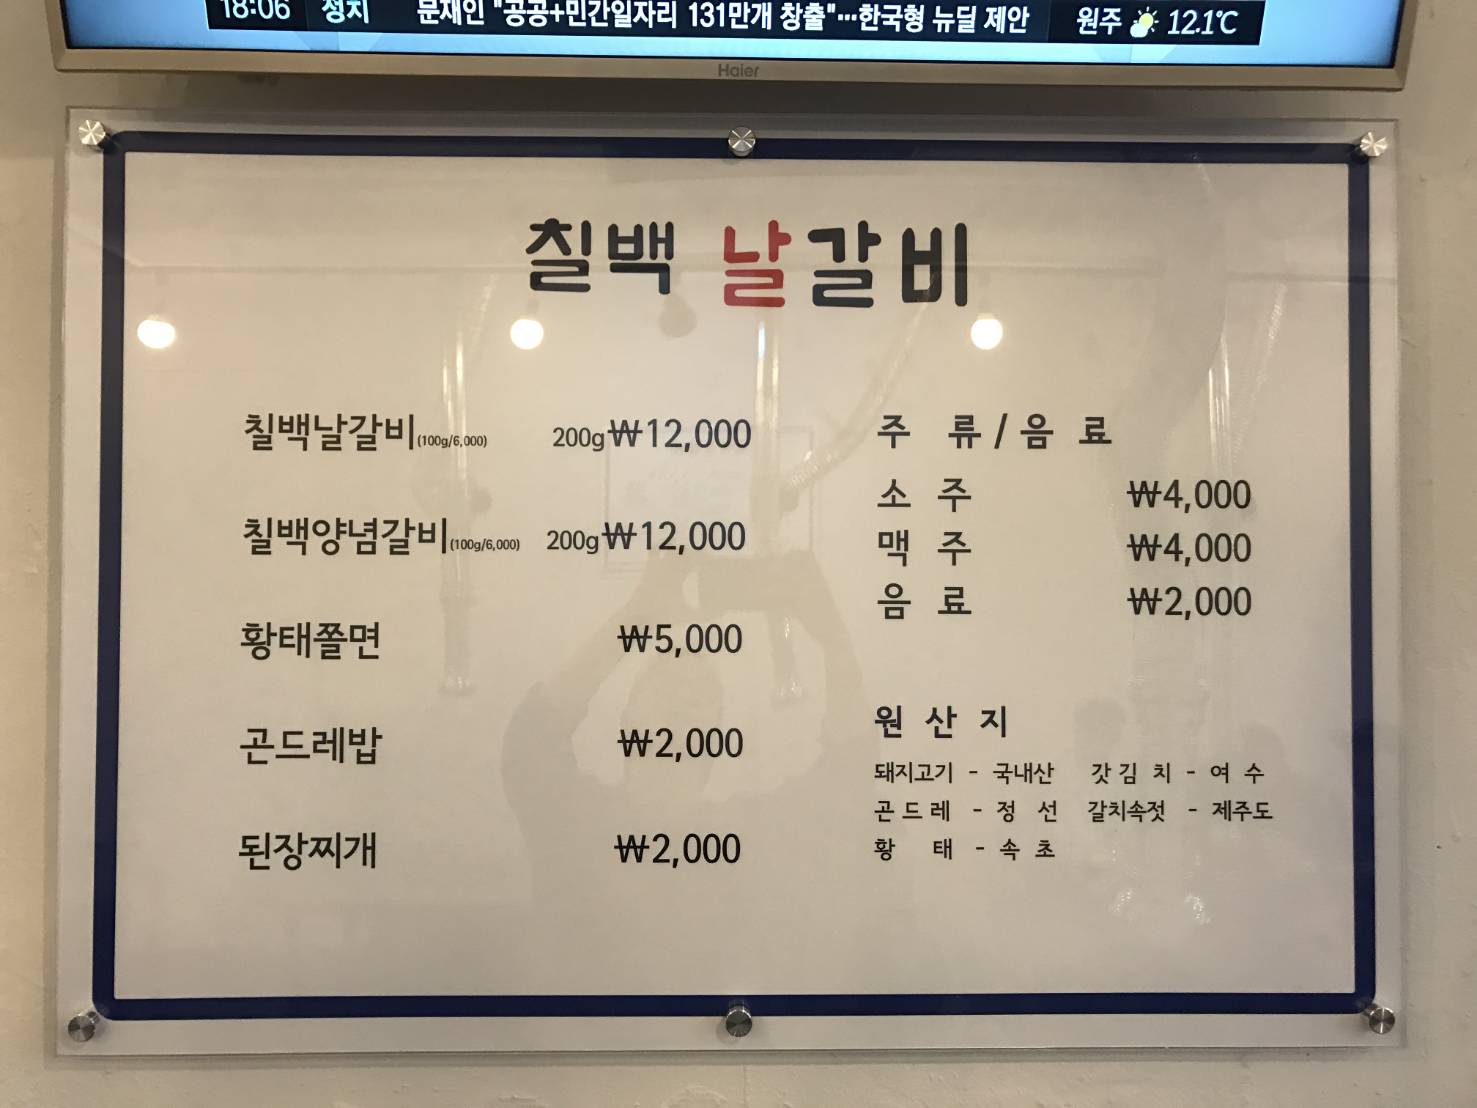 18:06 정치 문재인 "공공+민간일자리 131만개 창출"…한국형 뉴딜 제안 원주 12.1℃
Haier
칠백 날갈비
칠백날갈비(100g/6,000) 200g₩12,000
칠백양념갈비(100g/6,000) 200g₩12,000
황태쫄면 ₩5,000
곤드레밥 ₩2,000
된장찌개 ₩2,000
주 류/음 료
소 주 ₩4,000
맥 주 ₩4,000
음 료 ₩2,000
원 산 지
돼지고기 - 국내산 갓김 치 - 여 수
곤드레 - 정 선 갈치속젓 - 제주도
황 태 - 속 초